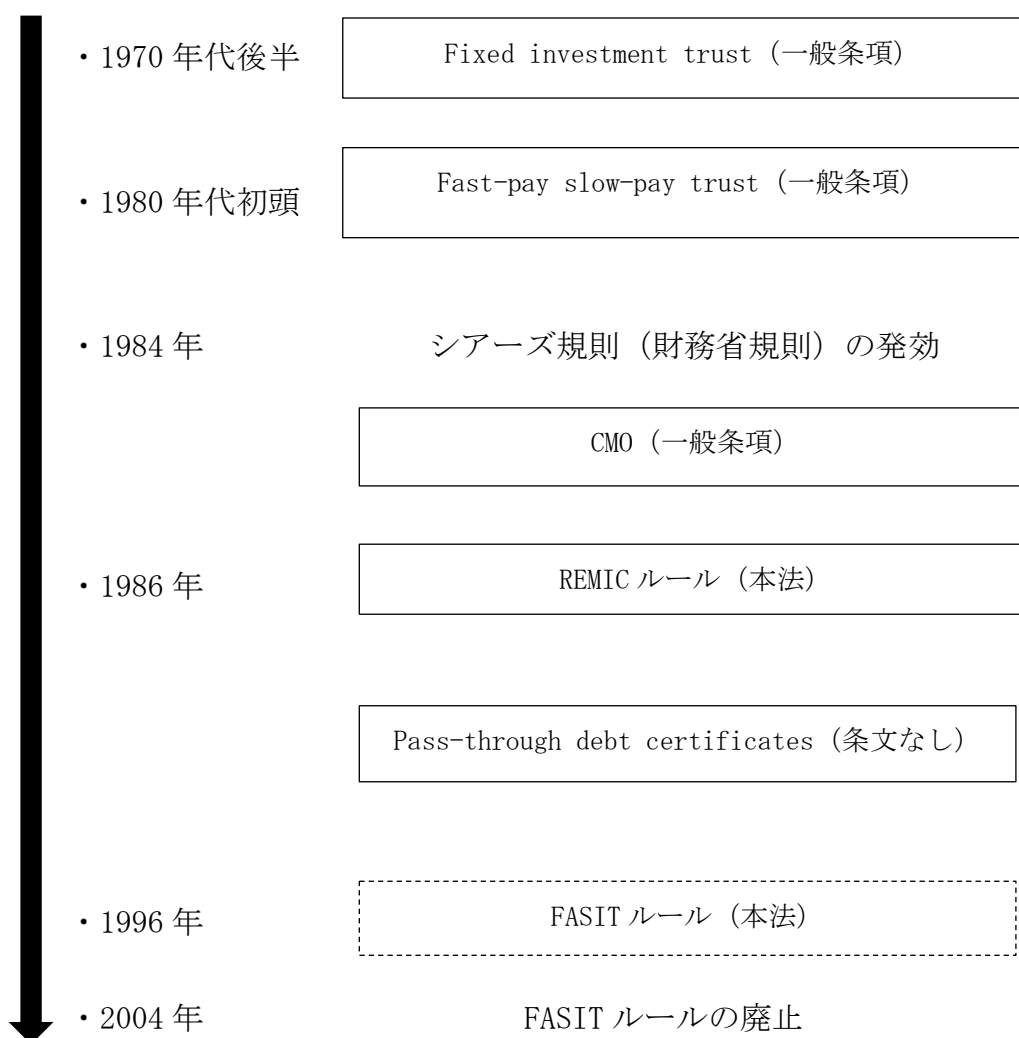 ・1970 年代後半 Fixed investment trust（一般条項）
・1980 年代初頭 Fast-pay slow-pay trust（一般条項）
・1984 年 シアーズ規則（財務省規則）の発効
CMO（一般条項）
・1986 年 REMIC ルール（本法）
Pass-through debt certificates（条文なし）
・1996 年 FASIT ルール（本法）
・2004 年 FASIT ルールの廃止